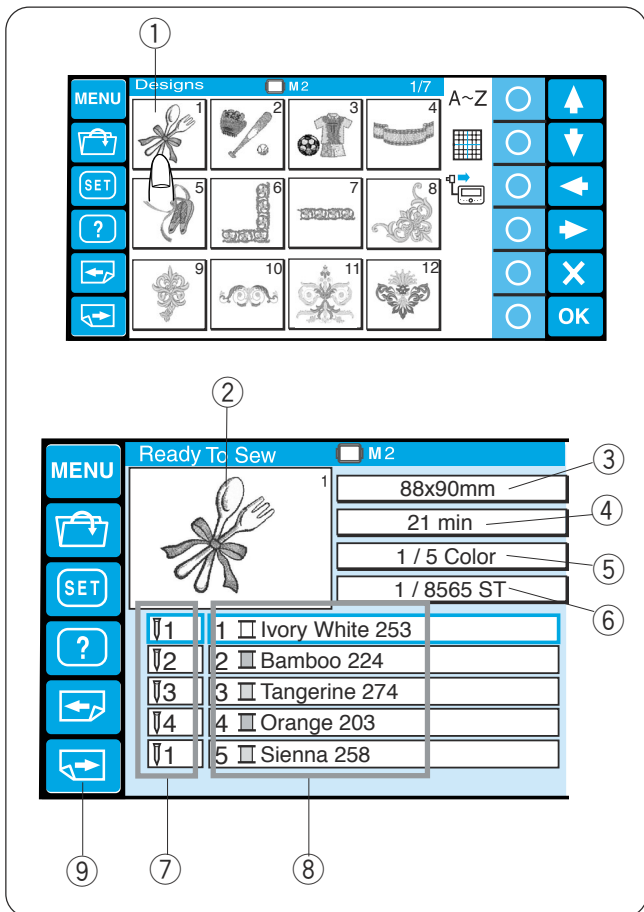 ①
Designs M2 1/7
MENU
1 2 3 4
A~Z
SET
5 6 7 8
?
9 10 11 12
X
OK
②
Ready To Sew M2
MENU
1
88x90mm ③
21 min ④
1 / 5 Color ⑤
1 / 8565 ST ⑥
SET
1 1 Ivory White 253
?
2 2 Bamboo 224
3 3 Tangerine 274
4 4 Orange 203
1 5 Sienna 258
⑨ ⑦ ⑧